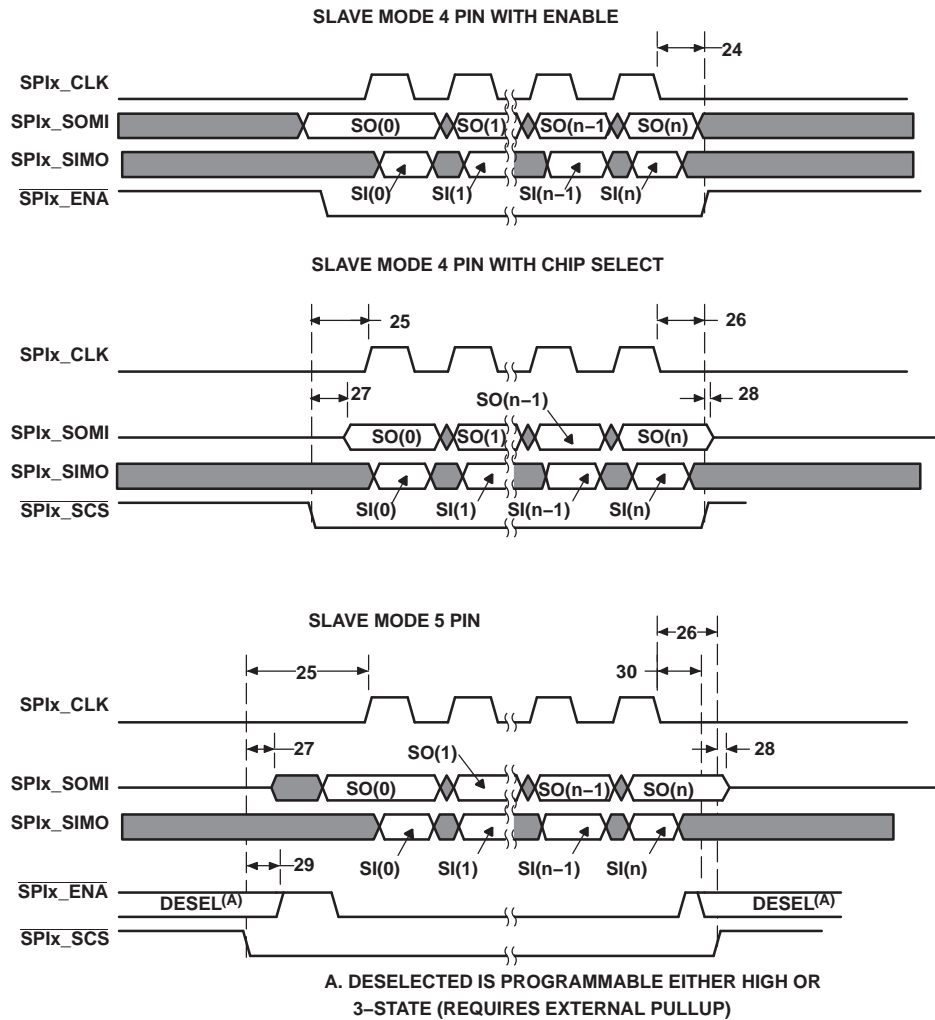 SLAVE MODE 4 PIN WITH ENABLE
24
SPIx_CLK
SPIx_SOMI
SO(0) SO(1) SO(n–1 SO(n)
SPIx_SIMO
SI(0) SI(1) SI(n–1) SI(n)
SPIx_ENA
SLAVE MODE 4 PIN WITH CHIP SELECT
25 26
SPIx_CLK
27 SO(n–1) 28
SPIx_SOMI
SO(0) SO(1) SO(n)
SPIx_SIMO
SI(0) SI(1) SI(n–1) SI(n)
SPIx_SCS
SLAVE MODE 5 PIN
26
25 30
SPIx_CLK
27 SO(1) 28
SPIx_SOMI
SO(0) SO(n–1) SO(n)
SPIx_SIMO
SI(0) SI(1) SI(n–1) SI(n)
29
SPIx_ENA
DESEL(A) DESEL(A)
SPIx_SCS
A. DESELECTED IS PROGRAMMABLE EITHER HIGH OR
3–STATE (REQUIRES EXTERNAL PULLUP)